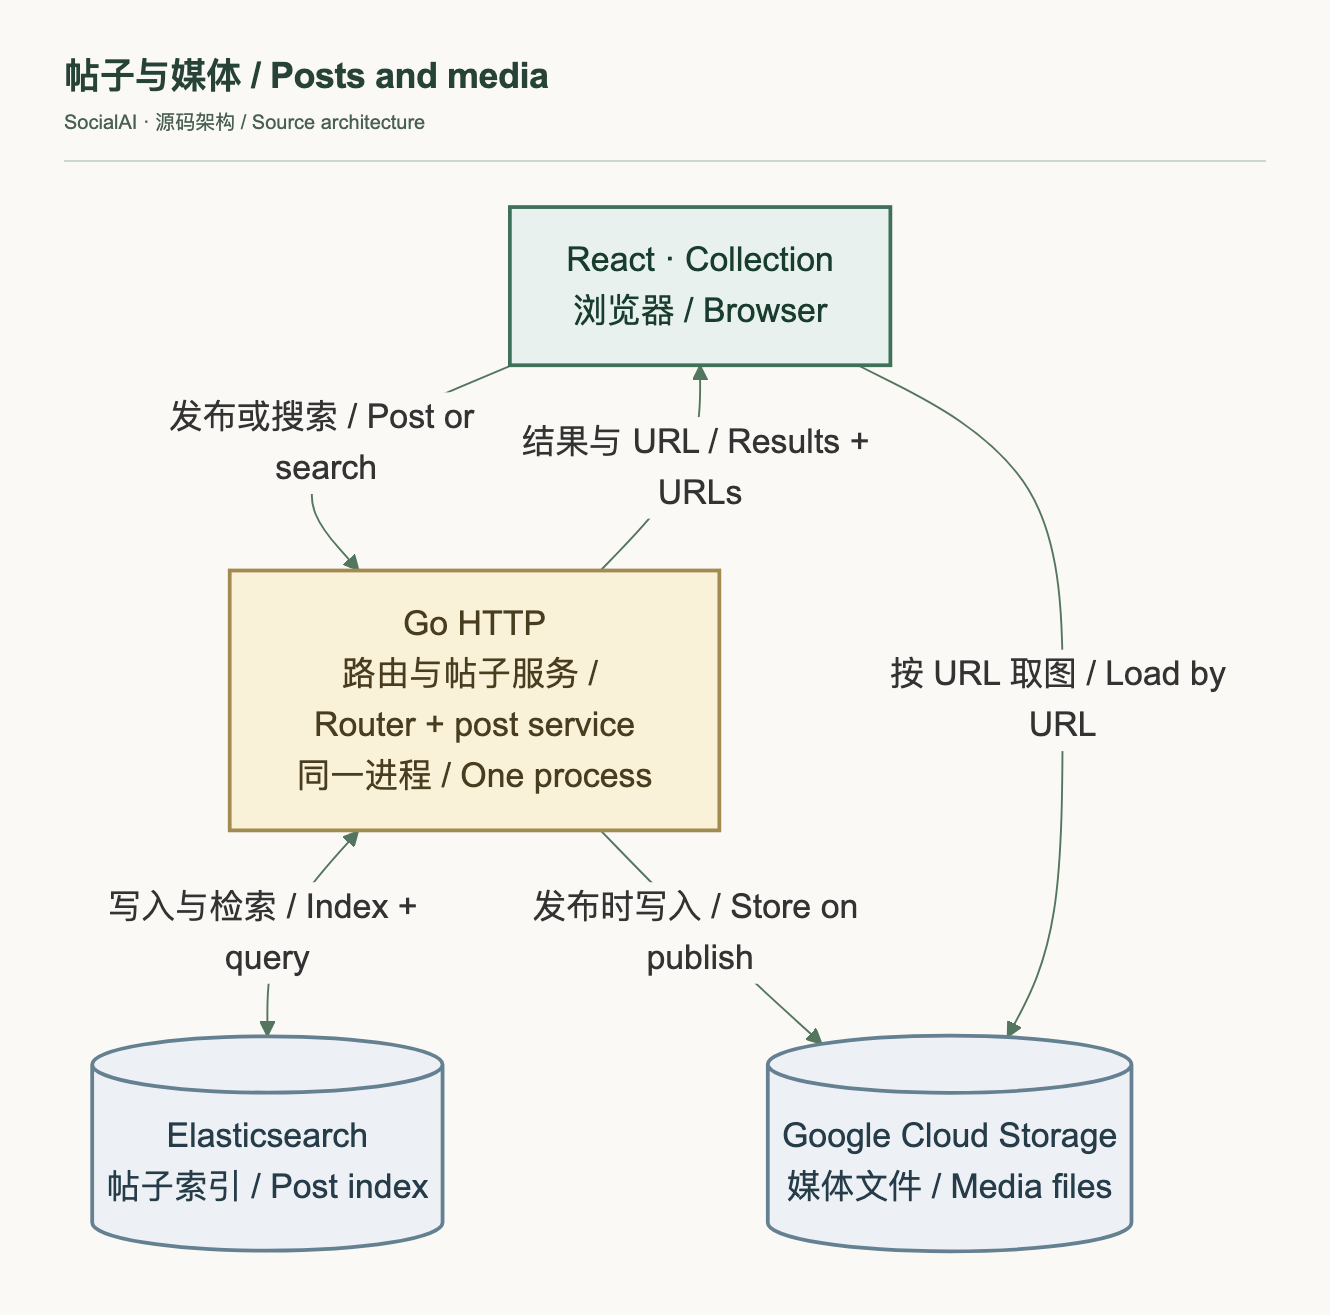 帖子与媒体 / Posts and media
SocialAI · 源码架构 / Source architecture
React · Collection
浏览器 / Browser
发布或搜索 / Post or
search
结果与 URL / Results +
URLs
Go HTTP
路由与帖子服务 /
Router + post service
同一进程 / One process
按 URL 取图 / Load by
URL
写入与检索 / Index +
query
发布时写入 / Store on
publish
Elasticsearch
帖子索引 / Post index
Google Cloud Storage
媒体文件 / Media files